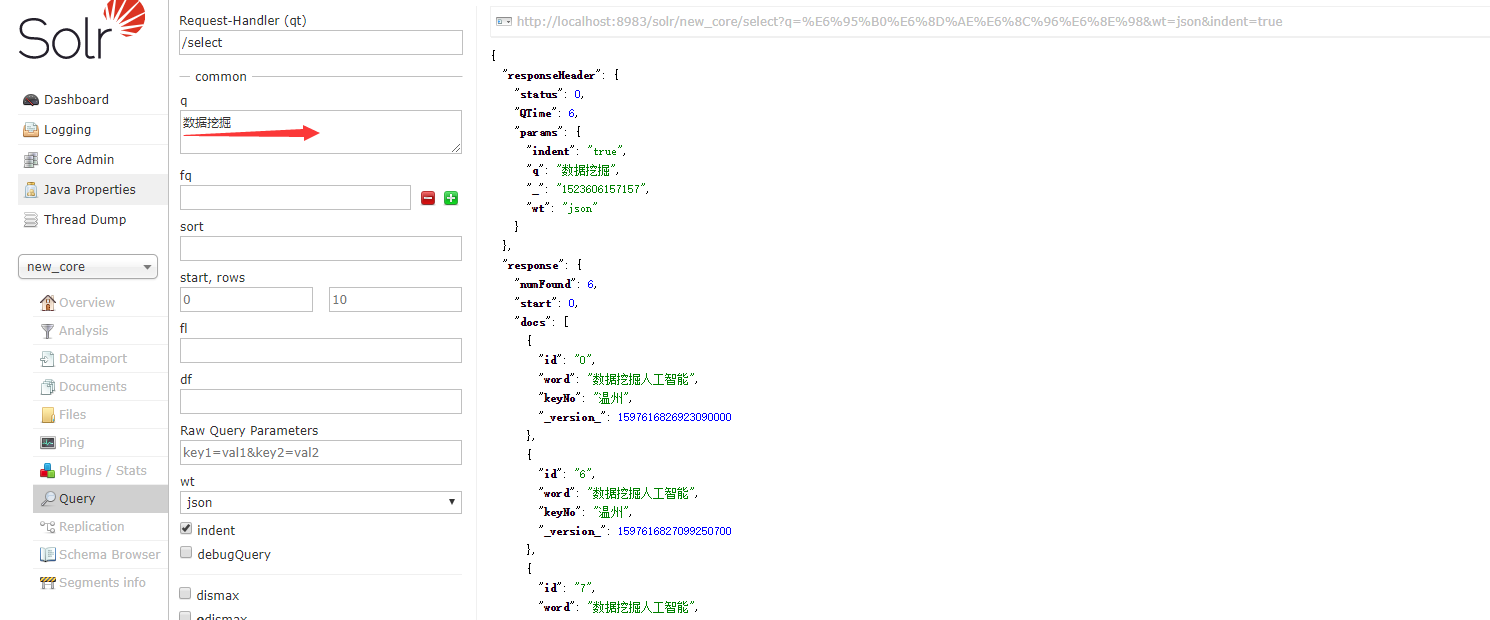 Solr
Dashboard
Logging
Core Admin
Java Properties
Thread Dump
new_core
Overview
Analysis
Dataimport
Documents
Files
Ping
Plugins / Stats
Query
Replication
Schema Browser
Segments info
Request-Handler (qt)
/select
common
q
数据挖掘
fq
sort
start, rows
0 10
fl
df
Raw Query Parameters
key1=val1&key2=val2
wt
json
indent
debugQuery
dismax
edismax
http://localhost:8983/solr/new_core/select?q=%E6%95%B0%E6%8D%AE%E6%8C%96%E6%8E%98&wt=json&indent=true
{
"responseHeader": {
"status": 0,
"QTime": 6,
"params": {
"indent": "true",
"q": "数据挖掘",
"_": "1523606157157",
"wt": "json"
}
},
"response": {
"numFound": 6,
"start": 0,
"docs": [
{
"id": "0",
"word": "数据挖掘人工智能",
"keyNo": "温州",
"_version_": 1597616826923090000
},
{
"id": "6",
"word": "数据挖掘人工智能",
"keyNo": "温州",
"_version_": 1597616827099250700
},
{
"id": "7",
"word": "数据挖掘人工智能",